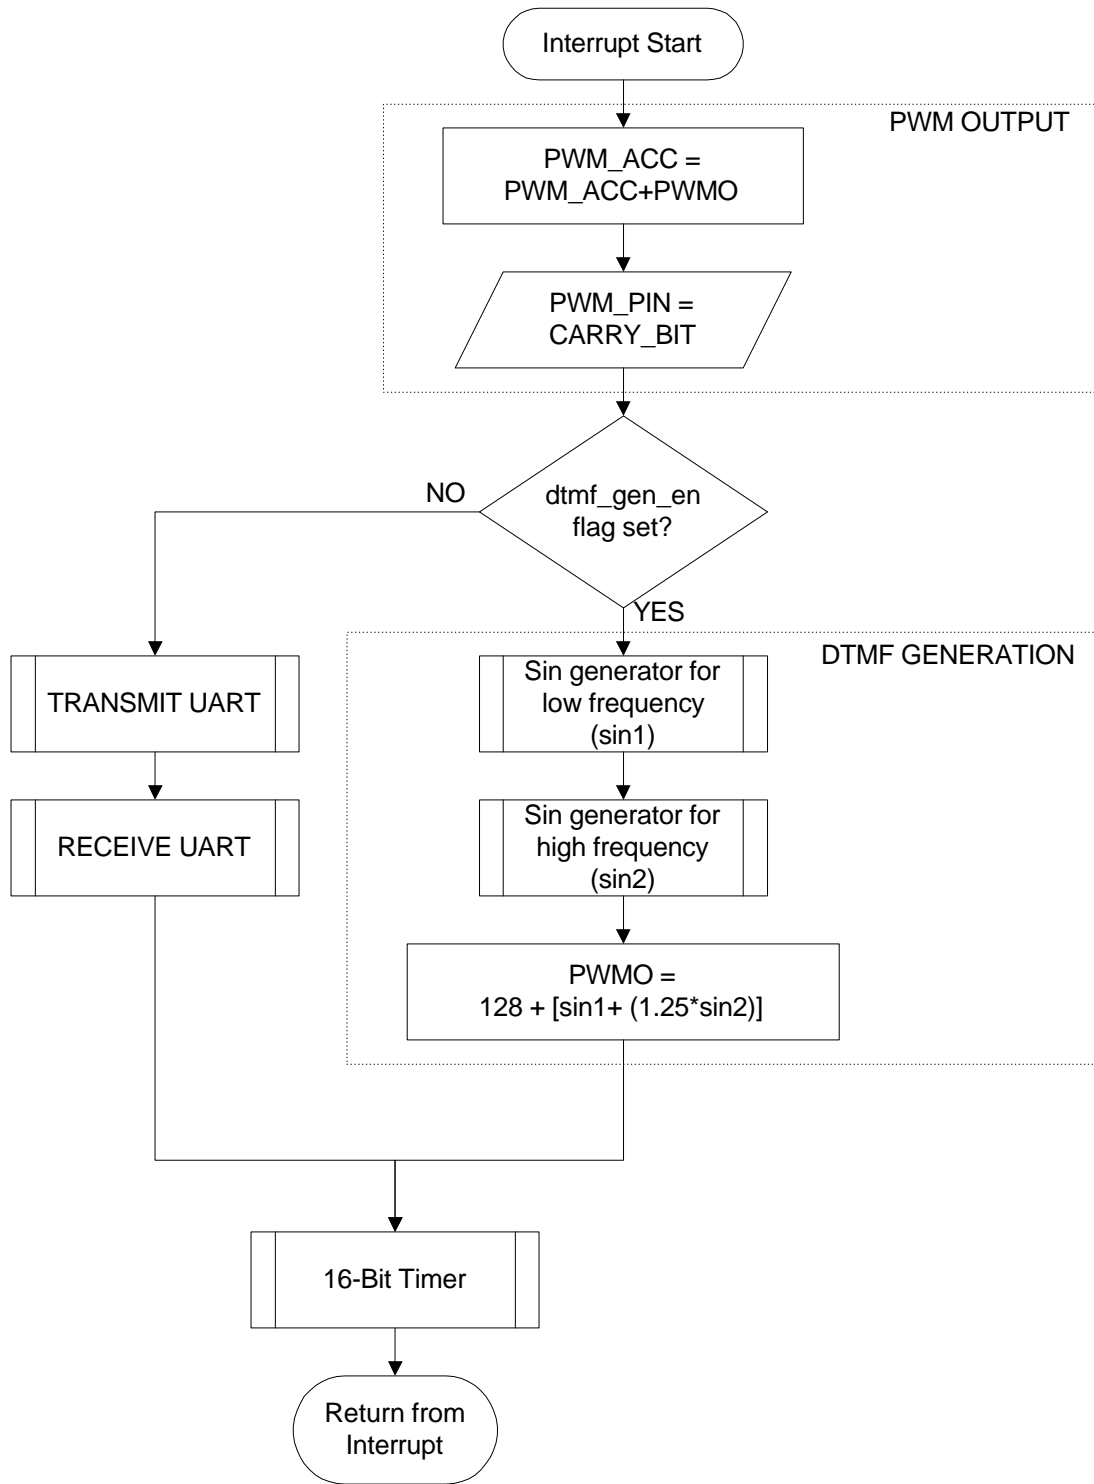 Interrupt Start
PWM OUTPUT
PWM_ACC =
PWM_ACC+PWMO
PWM_PIN =
CARRY_BIT
NO
dtmf_gen_en
flag set?
YES
DTMF GENERATION
TRANSMIT UART
Sin generator for
low frequency
(sin1)
RECEIVE UART
Sin generator for
high frequency
(sin2)
PWMO =
128 + [sin1+ (1.25*sin2)]
16-Bit Timer
Return from
Interrupt